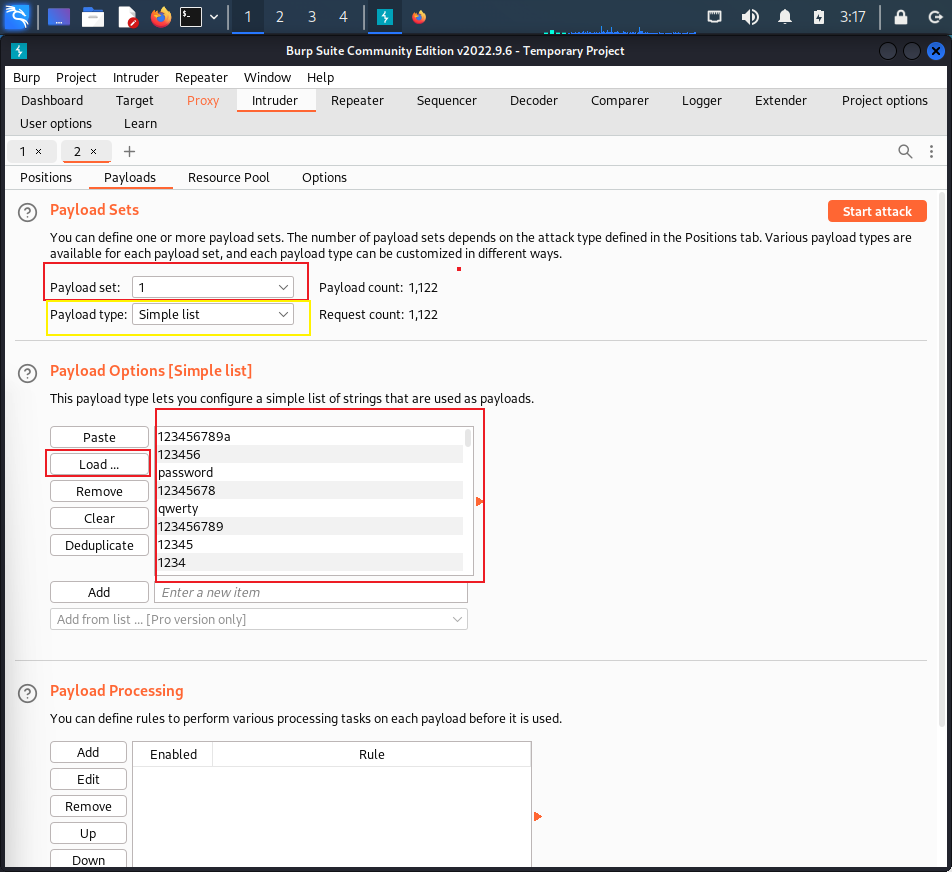 1 2 3 4 3:17
Burp Suite Community Edition v2022.9.6 - Temporary Project
Burp Project Intruder Repeater Window Help
Dashboard Target Proxy Intruder Repeater Sequencer Decoder Comparer Logger Extender Project options
User options Learn
1 × 2 × +
Positions Payloads Resource Pool Options
? Payload Sets Start attack
You can define one or more payload sets. The number of payload sets depends on the attack type defined in the Positions tab. Various payload types are
available for each payload set, and each payload type can be customized in different ways.
Payload set: 1 Payload count: 1,122
Payload type: Simple list Request count: 1,122
? Payload Options [Simple list]
This payload type lets you configure a simple list of strings that are used as payloads.
Paste 123456789a
123456
Load ... password
Remove 12345678
qwerty
Clear 123456789
Deduplicate 12345
1234
Add Enter a new item
Add from list ... [Pro version only]
? Payload Processing
You can define rules to perform various processing tasks on each payload before it is used.
Add Enabled Rule
Edit
Remove
Up
Down